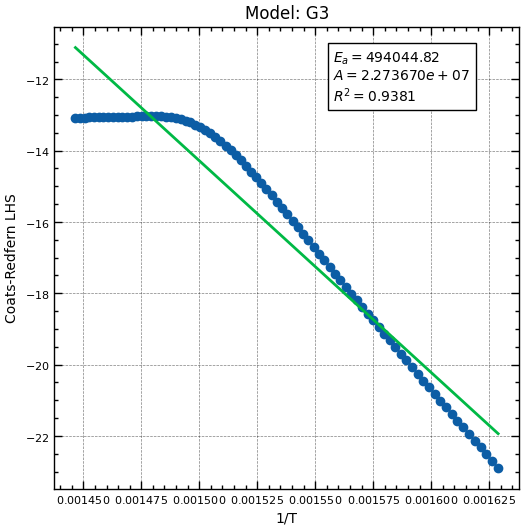 Model: G3
E_a = 494044.82
A = 2.273670e + 07
R² = 0.9381
Coats-Redfern LHS
−12
−14
−16
−18
−20
−22
0.001450 0.001475 0.001500 0.001525 0.001550 0.001575 0.001600 0.001625
1/T